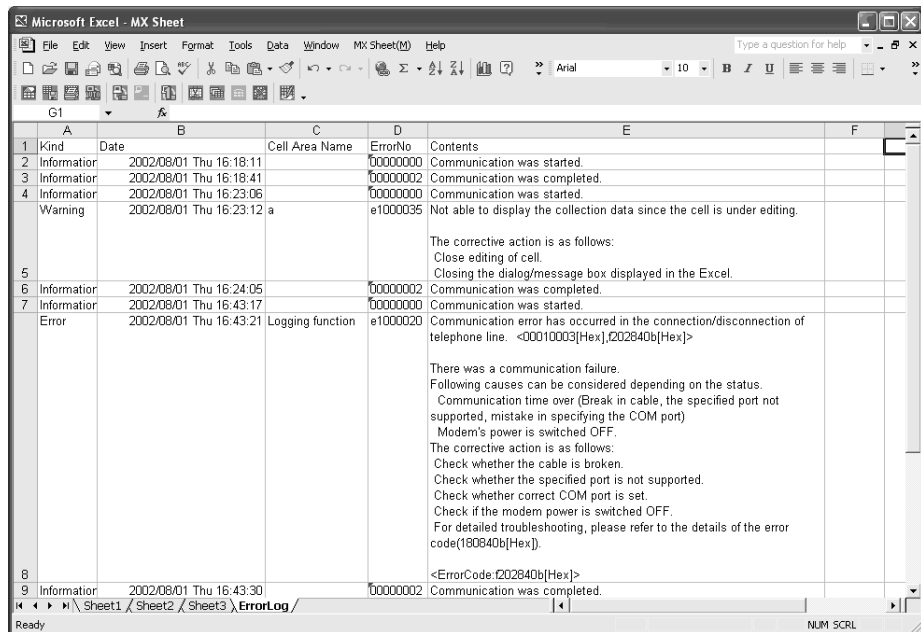 Microsoft Excel - MX Sheet
File Edit View Insert Format Tools Data Window MX Sheet(M) Help Type a question for help
Arial 10 B I U
G1 fx
A B C D E F
1 Kind Date Cell Area Name ErrorNo Contents
2 Information 2002/08/01 Thu 16:18:11 00000000 Communication was started.
3 Information 2002/08/01 Thu 16:18:41 00000002 Communication was completed.
4 Information 2002/08/01 Thu 16:23:06 00000000 Communication was started.
Warning 2002/08/01 Thu 16:23:12 a e1000035 Not able to display the collection data since the cell is under editing.
The corrective action is as follows:
Close editing of cell.
5 Closing the dialog/message box displayed in the Excel.
6 Information 2002/08/01 Thu 16:24:05 00000002 Communication was completed.
7 Information 2002/08/01 Thu 16:43:17 00000000 Communication was started.
Error 2002/08/01 Thu 16:43:21 Logging function e1000020 Communication error has occurred in the connection/disconnection of
telephone line. <00010003[Hex],f202840b[Hex]>
There was a communication failure.
Following causes can be considered depending on the status.
Communication time over (Break in cable, the specified port not
supported, mistake in specifying the COM port)
Modem's power is switched OFF.
The corrective action is as follows:
Check whether the cable is broken.
Check whether the specified port is not supported.
Check whether correct COM port is set.
Check if the modem power is switched OFF.
For detailed troubleshooting, please refer to the details of the error
code(180840b[Hex]).
8 <ErrorCode:f202840b[Hex]>
9 Information 2002/08/01 Thu 16:43:30 00000002 Communication was completed.
Sheet1 Sheet2 Sheet3 ErrorLog
Ready NUM SCRL